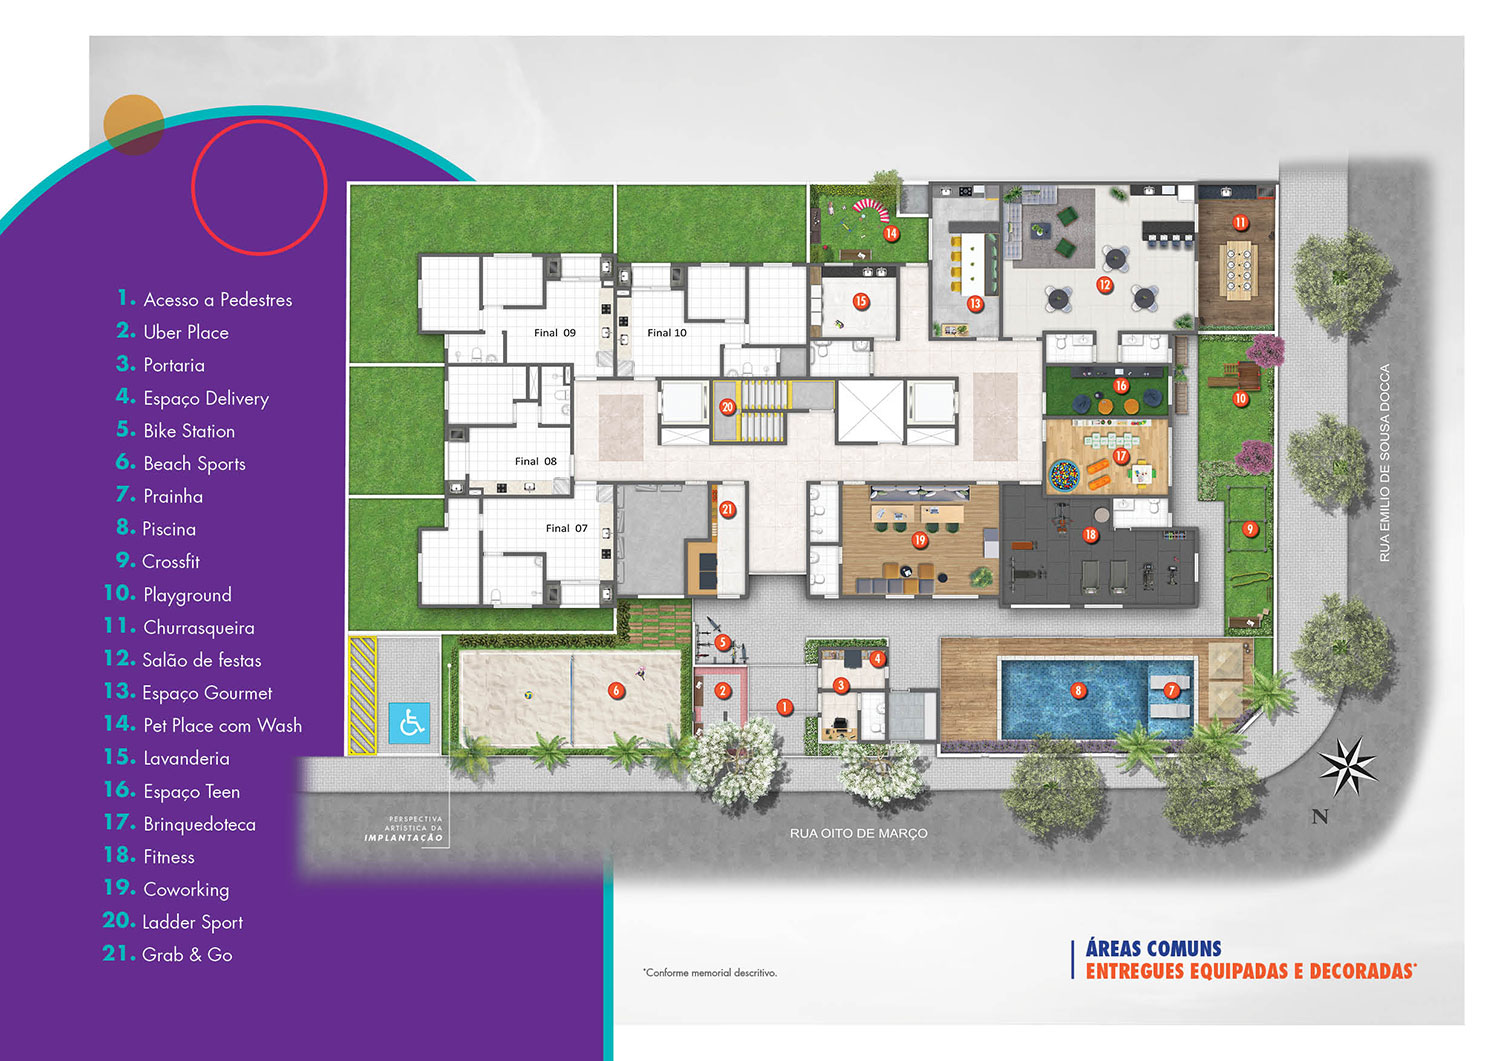 1. Acesso a Pedestres
2. Uber Place
3. Portaria
4. Espaço Delivery
5. Bike Station
6. Beach Sports
7. Prainha
8. Piscina
9. Crossfit
10. Playground
11. Churrasqueira
12. Salão de festas
13. Espaço Gourmet
14. Pet Place com Wash
15. Lavanderia
16. Espaço Teen
17. Brinquedoteca
18. Fitness
19. Coworking
20. Ladder Sport
21. Grab & Go
14
11
15
13
12
Final 09
Final 10
16
10
20
Final 08
17
21
Final 07
19
18
9
5
4
6
2
3
1
8
7
RUA EMILIO DE SOUSA DOCCA
N
PERSPECTIVA
ARTÍSTICA DA
IMPLANTAÇÃO
RUA OITO DE MARÇO
ÁREAS COMUNS
ENTREGUES EQUIPADAS E DECORADAS*
*Conforme memorial descritivo.